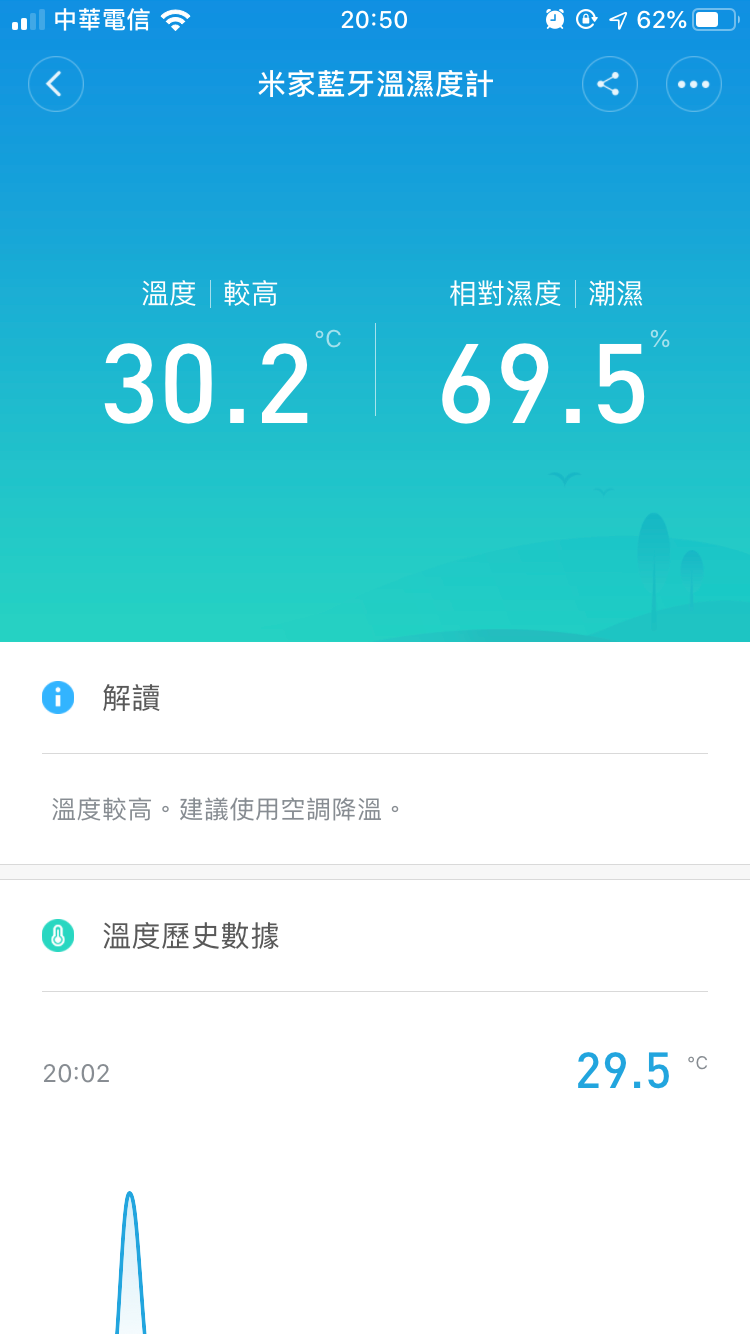 中華電信 20:50 62%
米家藍牙溫濕度計
溫度 較高 相對濕度 潮濕
30.2 °C 69.5 %
解讀
溫度較高。建議使用空調降溫。
溫度歷史數據
20:02 29.5 °C